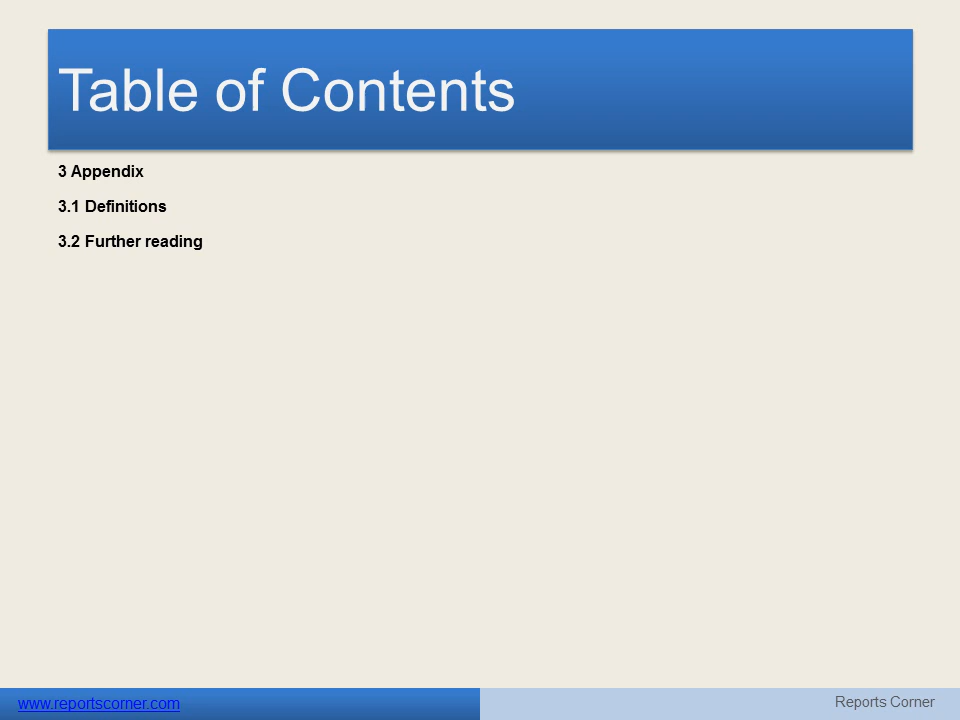 Table of Contents
3 Appendix
3.1 Definitions
3.2 Further reading
www.reportscorner.com
Reports Corner